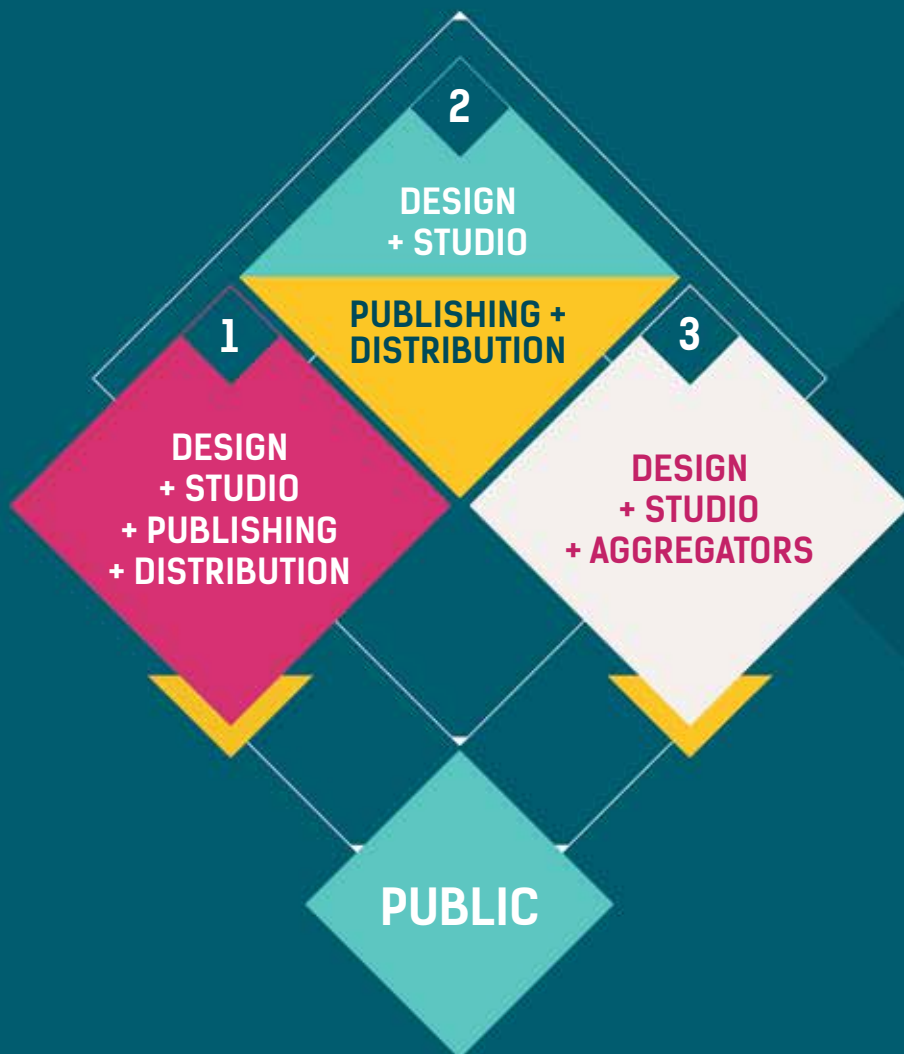 2
DESIGN
+ STUDIO
PUBLISHING +
DISTRIBUTION
1
DESIGN
+ STUDIO
+ PUBLISHING
+ DISTRIBUTION
3
DESIGN
+ STUDIO
+ AGGREGATORS
PUBLIC